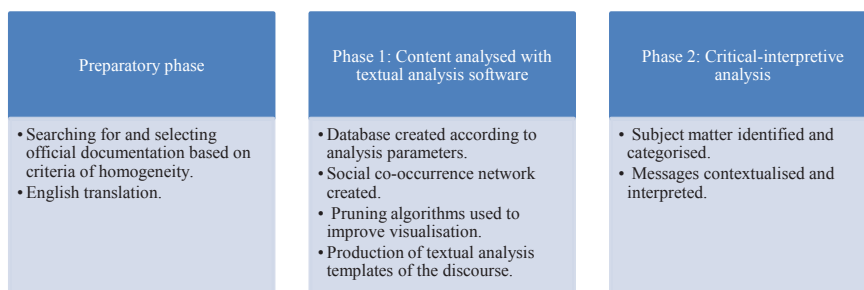 Preparatory phase
• Searching for and selecting
official documentation based on
criteria of homogeneity.
• English translation.
Phase 1: Content analysed with
textual analysis software
• Database created according to
analysis parameters.
• Social co-occurrence network
created.
• Pruning algorithms used to
improve visualisation.
• Production of textual analysis
templates of the discourse.
Phase 2: Critical-interpretive
analysis
• Subject matter identified and
categorised.
• Messages contextualised and
interpreted.